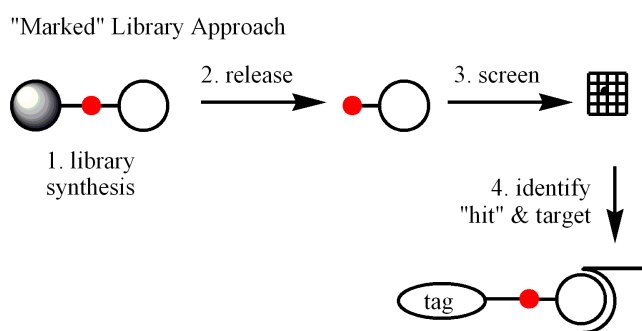 "Marked" Library Approach
2. release
3. screen
1. library
synthesis
4. identify
"hit" & target
tag